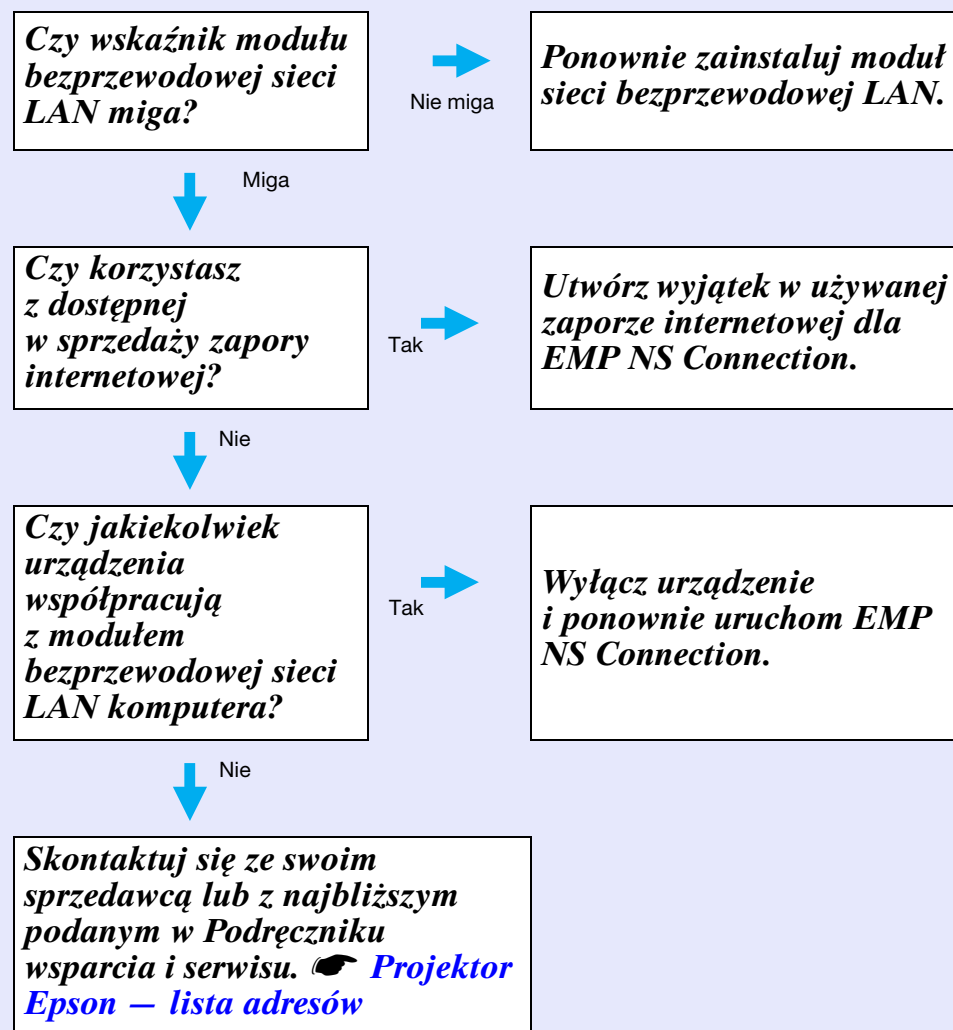 Czy wskaźnik modułu
bezprzewodowej sieci
LAN miga?
Nie miga
Ponownie zainstaluj moduł
sieci bezprzewodowej LAN.
Miga
Czy korzystasz
z dostępnej
w sprzedaży zapory
internetowej?
Tak
Utwórz wyjątek w używanej
zaporze internetowej dla
EMP NS Connection.
Nie
Czy jakiekolwiek
urządzenia
współpracują
z modułem
bezprzewodowej sieci
LAN komputera?
Tak
Wyłącz urządzenie
i ponownie uruchom EMP
NS Connection.
Nie
Skontaktuj się ze swoim
sprzedawcą lub z najbliższym
podanym w Podręczniku
wsparcia i serwisu. ☛ Projektor
Epson — lista adresów